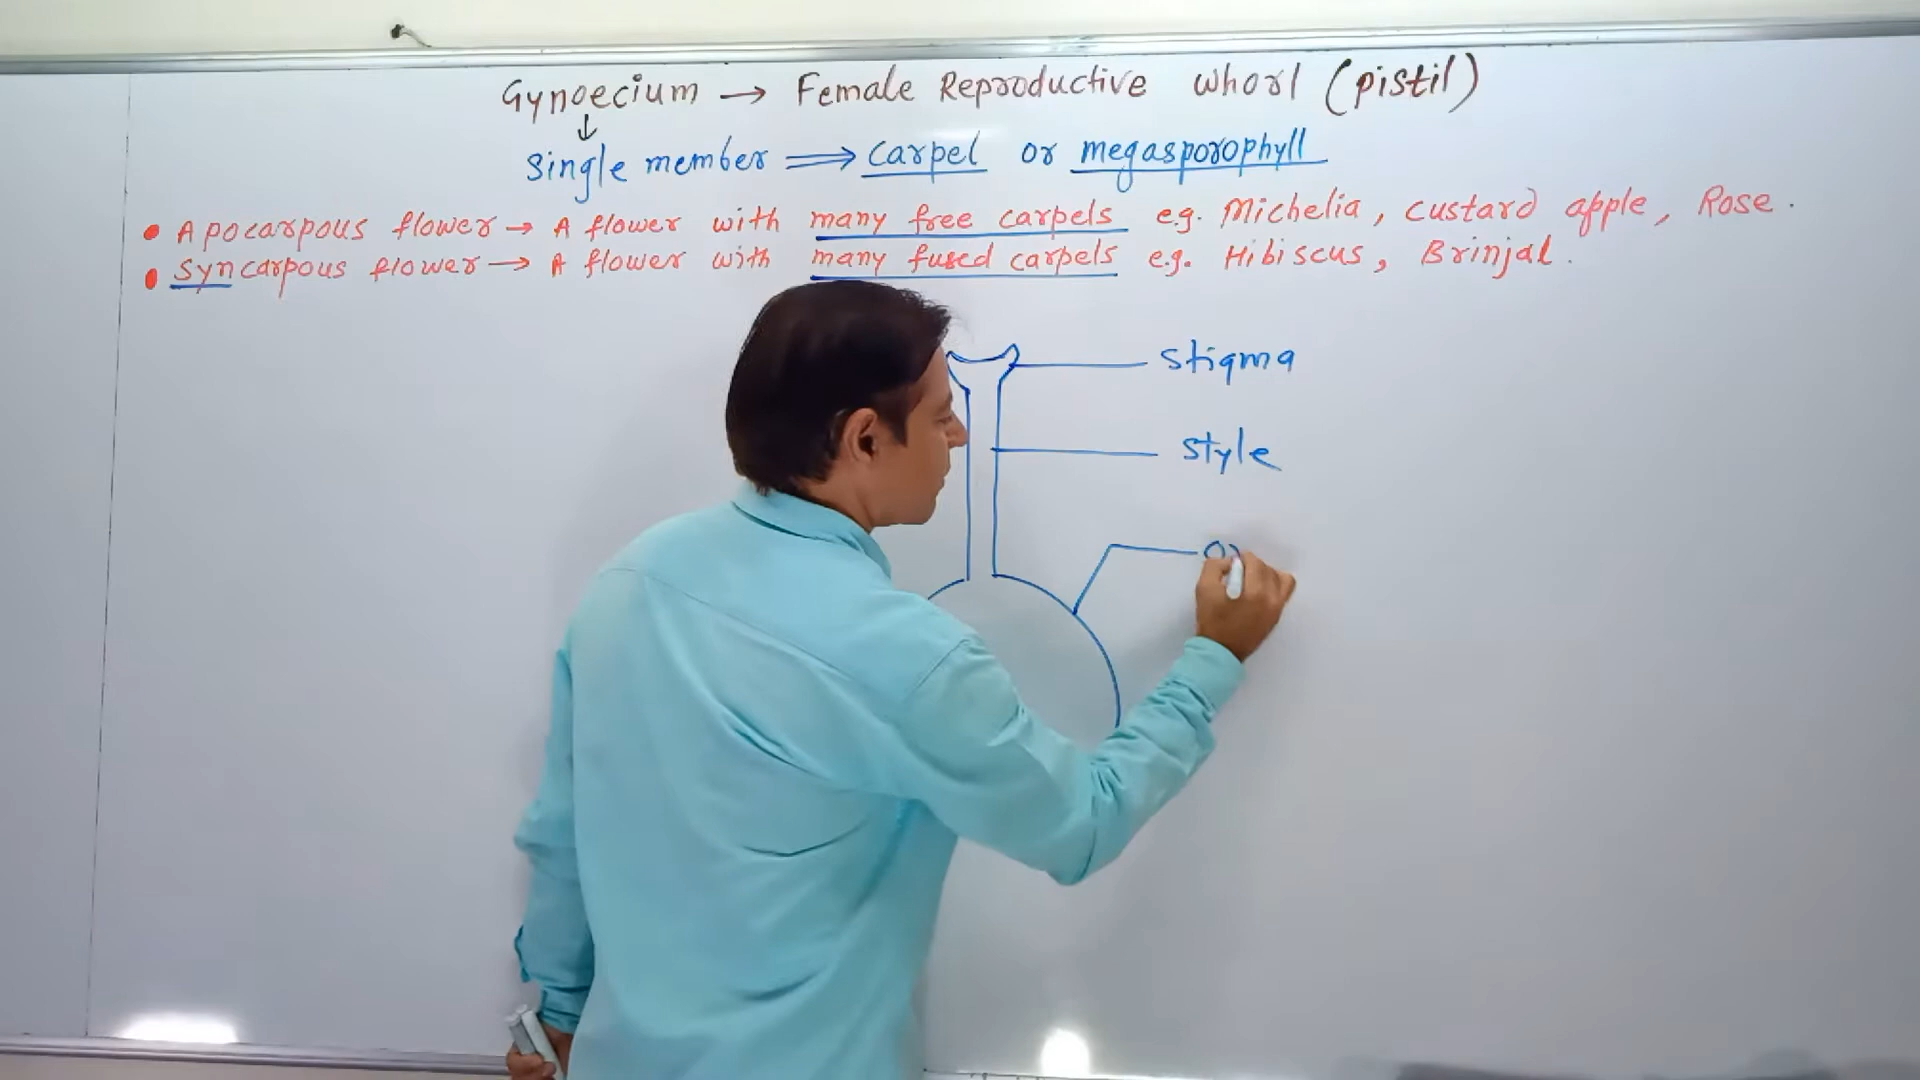 Gynoecium → Female Reproductive whorl (pistil)
↓
Single member ⟹ carpel or megasporophyll
• Apocarpous flower → A flower with many free carpels e.g. Michelia, custard apple, Rose.
• Syncarpous flower → A flower with many fused carpels e.g. Hibiscus, Brinjal.
Stigma
Style